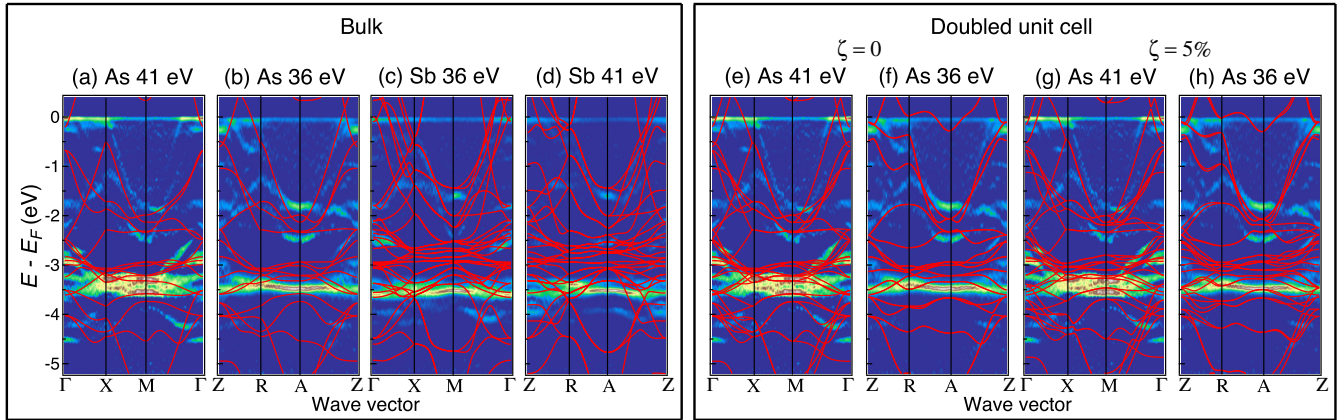 Bulk
Doubled unit cell
ζ = 0
ζ = 5%
(a) As 41 eV
(b) As 36 eV
(c) Sb 36 eV
(d) Sb 41 eV
(e) As 41 eV
(f) As 36 eV
(g) As 41 eV
(h) As 36 eV
E - E_F (eV)
0
-1
-2
-3
-4
-5
Γ X M Γ
Z R A Z
Γ X M Γ
Z R A Z
Γ X M Γ
Z R A Z
Γ X M Γ
Z R A Z
Wave vector
Wave vector